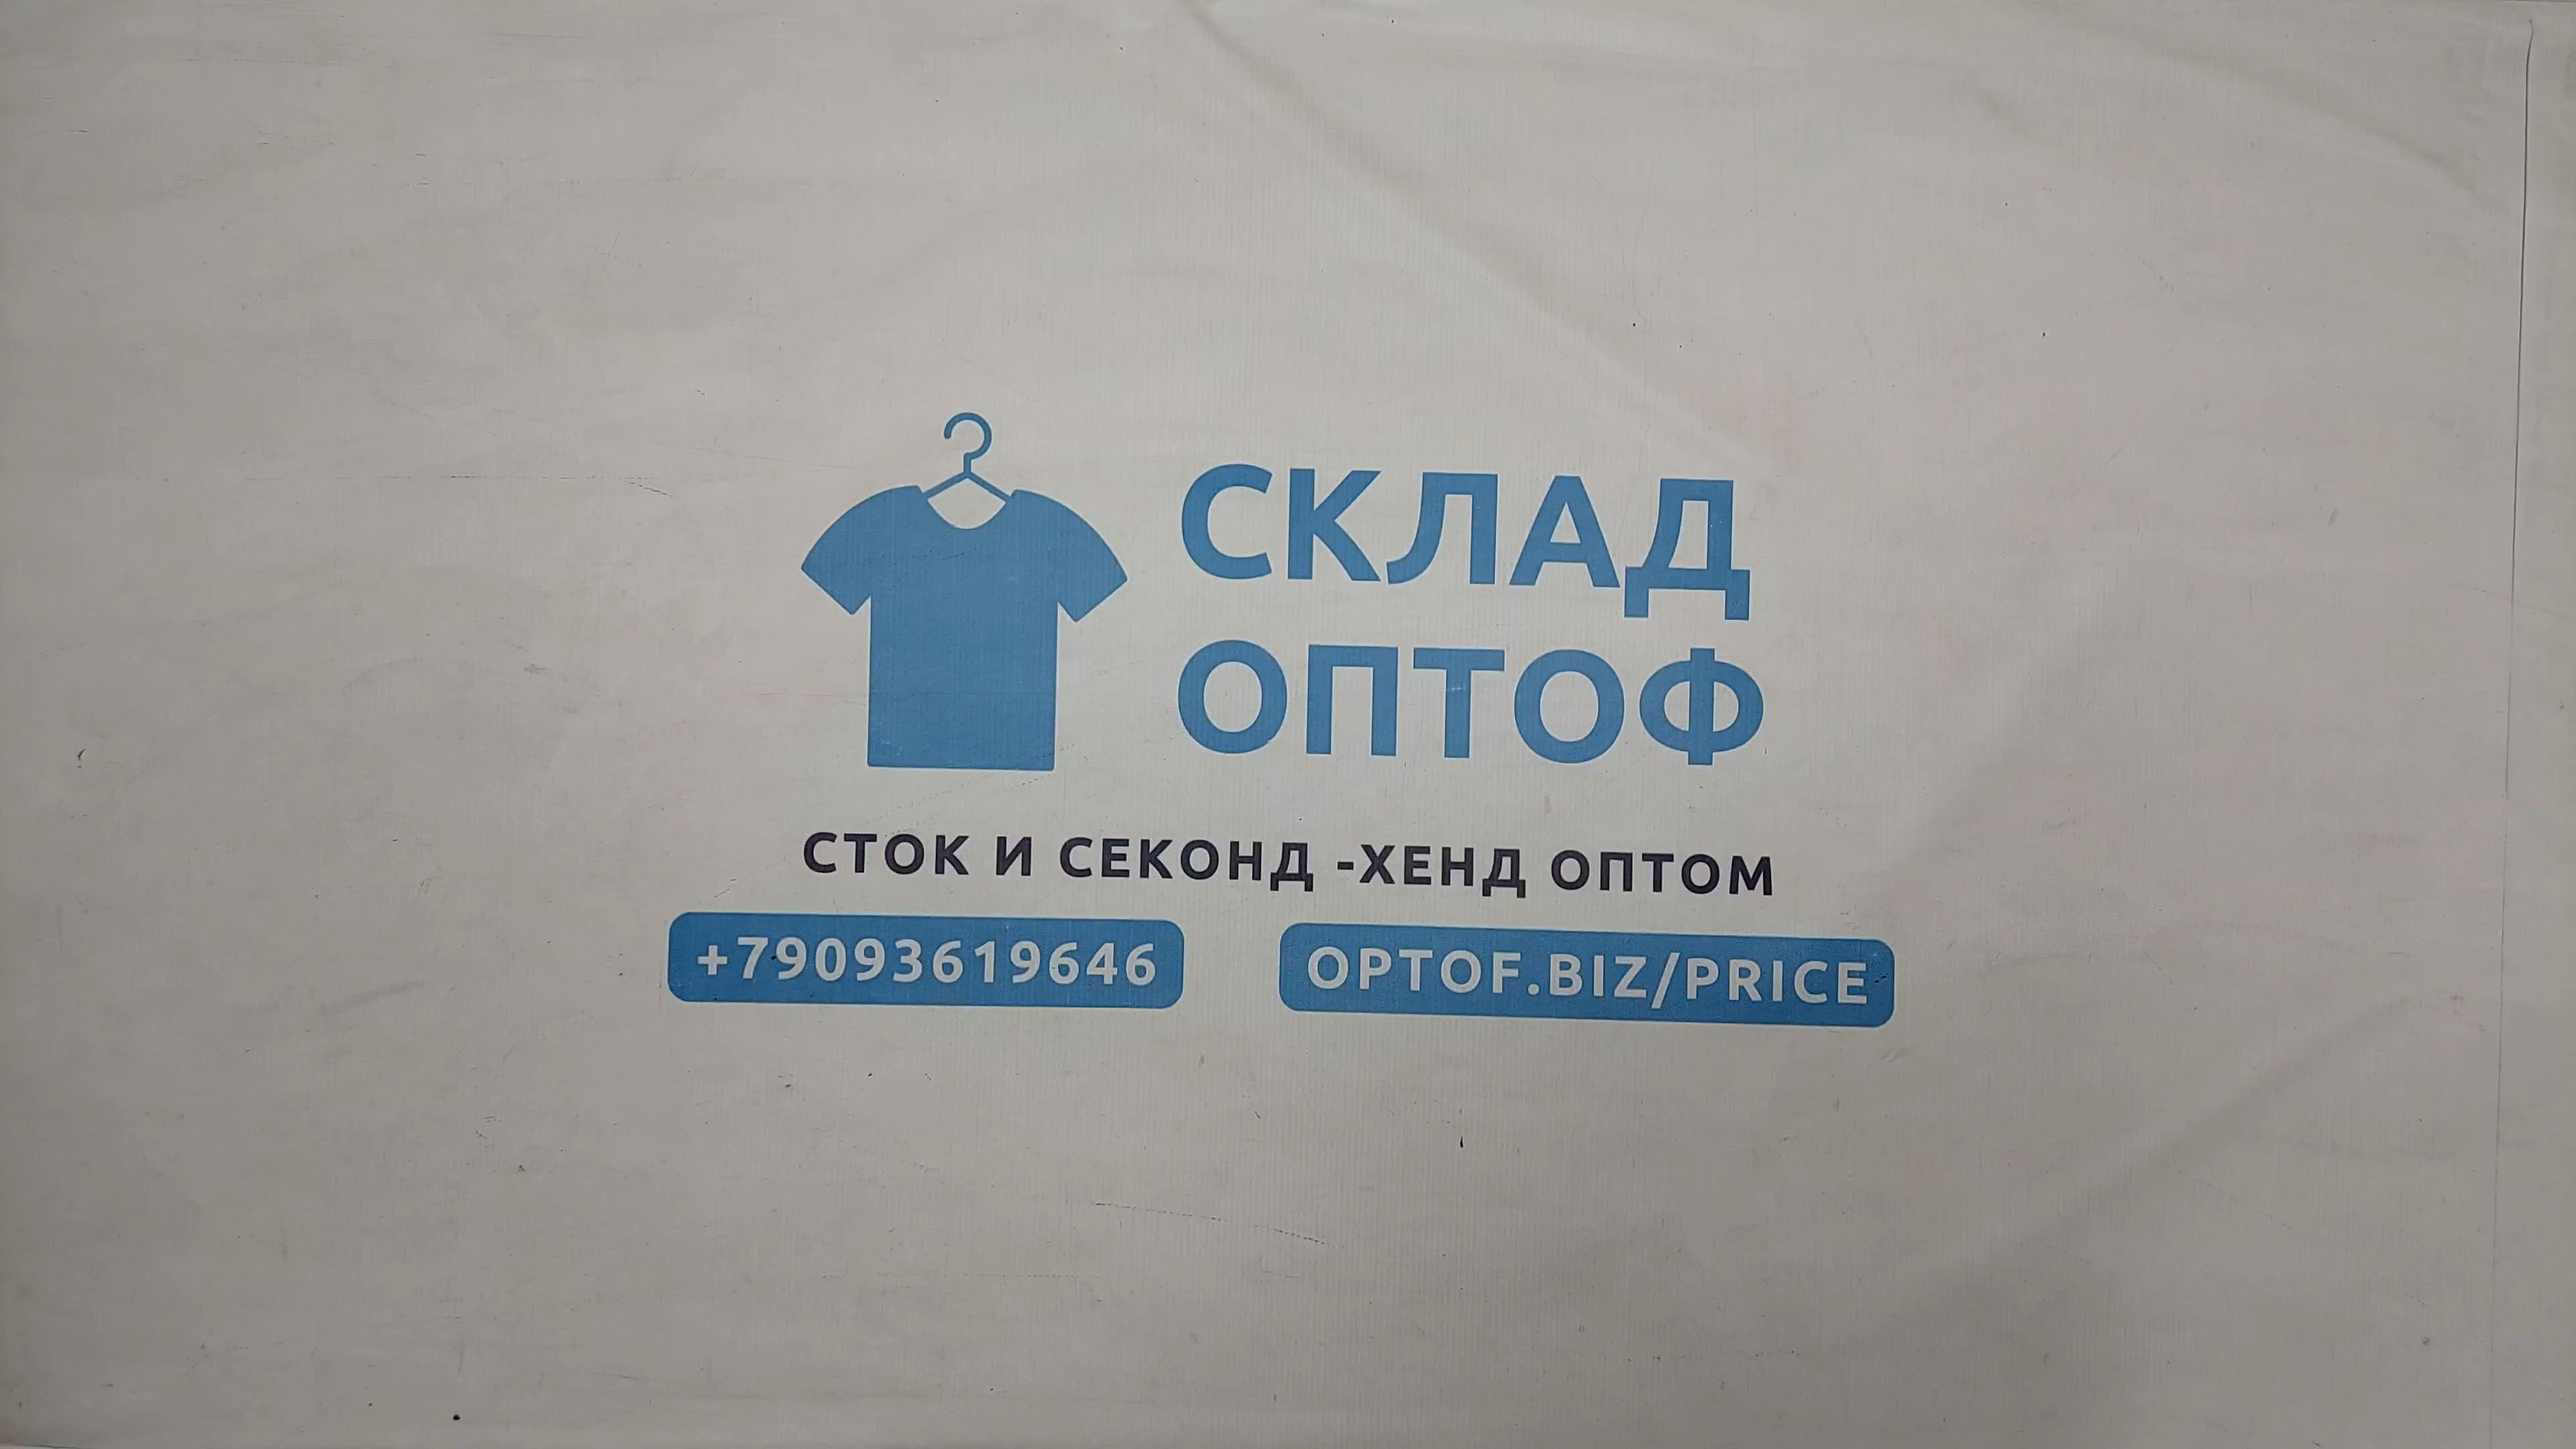 СКЛАД
ОПТОФ
СТОК И СЕКОНД -ХЕНД ОПТОМ
+79093619646
OPTOF.BIZ/PRICE